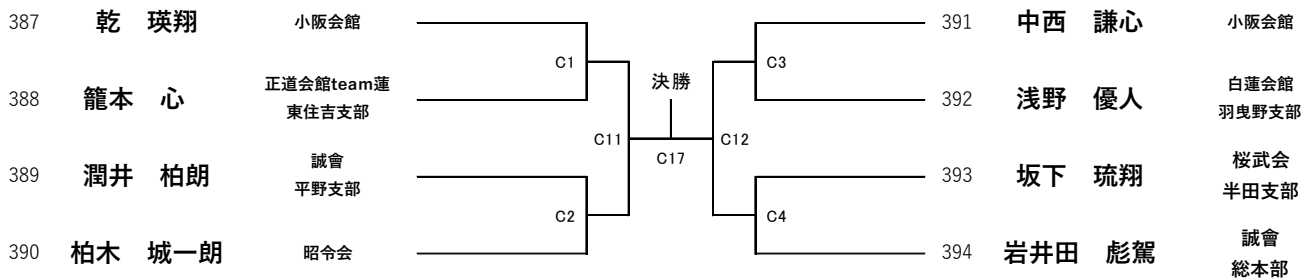 387 乾　瑛翔 小阪会館
388 籠本　心 正道会館team蓮
東住吉支部
389 潤井　柏朗 誠會
平野支部
390 柏木　城一朗 昭令会
C1
C2
C11
決勝
C17
C12
C3
C4
391 中西　謙心 小阪会館
392 浅野　優人 白蓮会館
羽曳野支部
393 坂下　琉翔 桜武会
半田支部
394 岩井田　彪駕 誠會
総本部